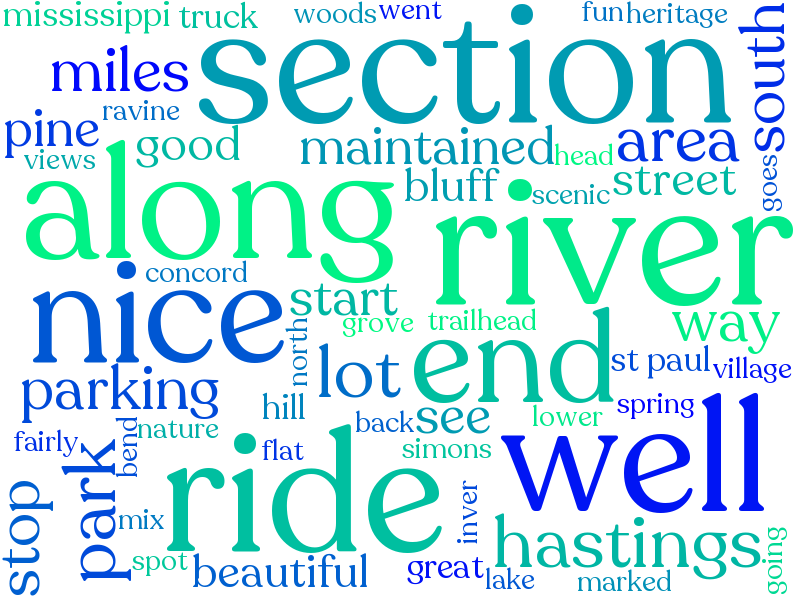 mississippi truck woods went fun heritage
section
south
miles
ravine
pine
good
maintained
head
area
views
along
bluff
scenic
street
goes
river
concord
nice
start
north
grove
trailhead
way
end
lot
st paul
village
parking
hill
back
see
lower
spring
well
fairly
bend
nature
flat
simons
park
ride
stop
mix
inver
hastings
spot
beautiful
great
lake
marked
going